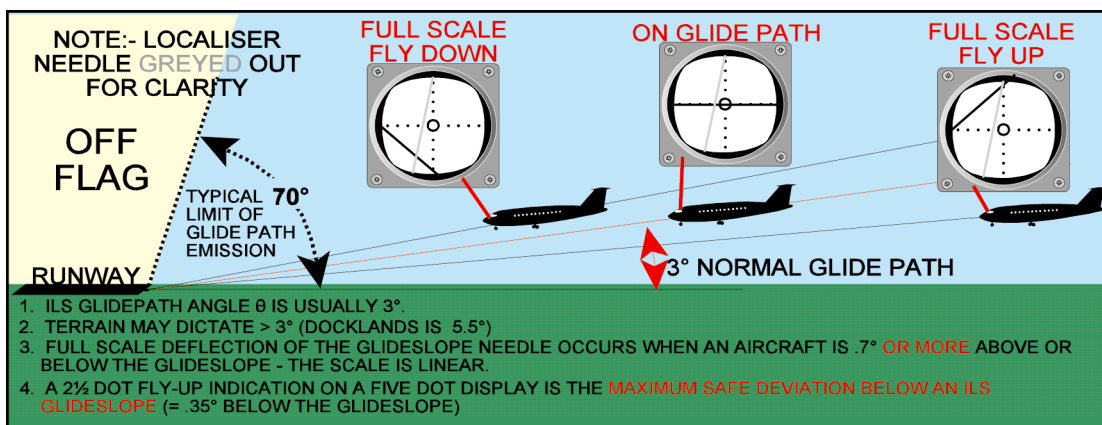 NOTE:- LOCALISER
NEEDLE GREYED OUT
FOR CLARITY
FULL SCALE
FLY DOWN
ON GLIDE PATH
FULL SCALE
FLY UP
OFF
FLAG
TYPICAL 70°
LIMIT OF
GLIDE PATH
EMISSION
RUNWAY
3° NORMAL GLIDE PATH
1. ILS GLIDEPATH ANGLE θ IS USUALLY 3°.
2. TERRAIN MAY DICTATE > 3° (DOCKLANDS IS 5.5°)
3. FULL SCALE DEFLECTION OF THE GLIDESLOPE NEEDLE OCCURS WHEN AN AIRCRAFT IS .7° OR MORE ABOVE OR
BELOW THE GLIDESLOPE - THE SCALE IS LINEAR.
4. A 2½ DOT FLY-UP INDICATION ON A FIVE DOT DISPLAY IS THE MAXIMUM SAFE DEVIATION BELOW AN ILS
GLIDESLOPE (= .35° BELOW THE GLIDESLOPE)